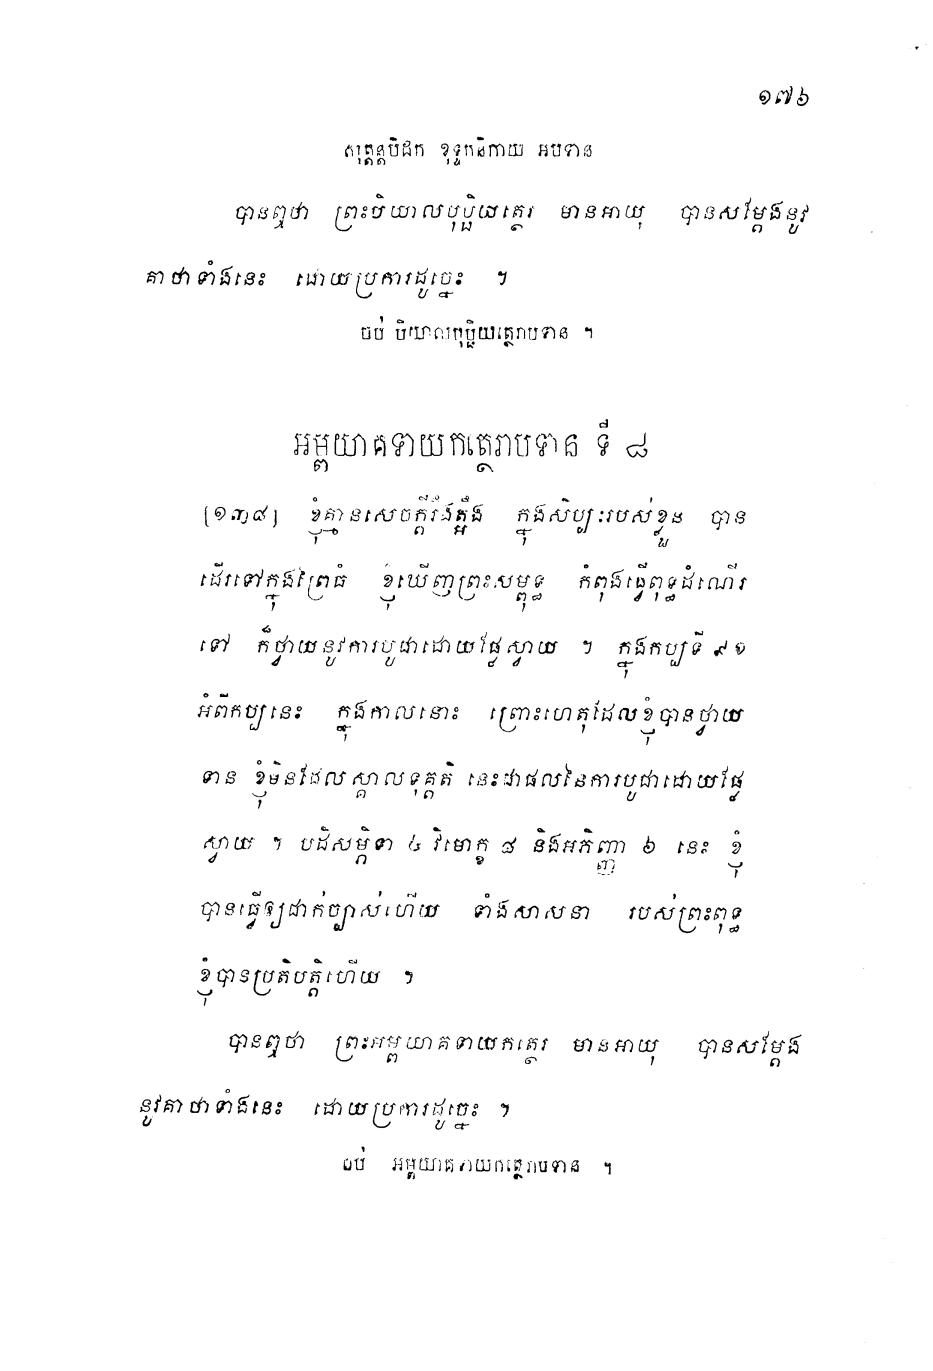 ១៧៦
សុត្តន្តបិដក ខុទ្ទកនិកាយ អបទាន
បានឮថា ព្រះបិយាលបុប្ផិយត្ថេរ មានអាយុ បានសម្តែងនូវ
គាថាទាំងនេះ ដោយប្រការដូច្នេះ ។
ចប់ បិយាលបុប្ផិយត្ថេរាបទាន ។
អម្ពយាគទាយកត្ថេរាបទាន ទី ៨
[១៣៨] ខ្ញុំគ្មានសេចក្តីរឹងត្អឹង ក្នុងសិប្បៈរបស់ខ្លួន បាន
ដើរទៅក្នុងព្រៃធំ ខ្ញុំឃើញព្រះសម្ពុទ្ធ កំពុងធ្វើពុទ្ធដំណើរ
ទៅ ក៏ថ្វាយនូវការបូជាដោយផ្លែស្វាយ ។ ក្នុងកប្បទី ៩១
អំពីកប្បនេះ ក្នុងកាលនោះ ព្រោះហេតុដែលខ្ញុំបានថ្វាយ
ទាន ខ្ញុំមិនដែលស្គាលទុគ្គតិ នេះជាផលនៃការបូជាដោយផ្លែ
ស្វាយ ។ បដិសម្ភិទា ៤ វិមោក្ខ ៨ និងអភិញ្ញា ៦ នេះ ខ្ញុំ
បានធ្វើឲ្យជាក់ច្បាស់ហើយ ទាំងសាសនា របស់ព្រះពុទ្ធ
ខ្ញុំបានប្រតិបត្តិហើយ ។
បានឮថា ព្រះអម្ពយាគទាយកត្ថេរ មានអាយុ បានសម្តែង
នូវគាថាទាំងនេះ ដោយប្រការដូច្នេះ ។
ចប់ អម្ពយាគទាយកត្ថេរាបទាន ។